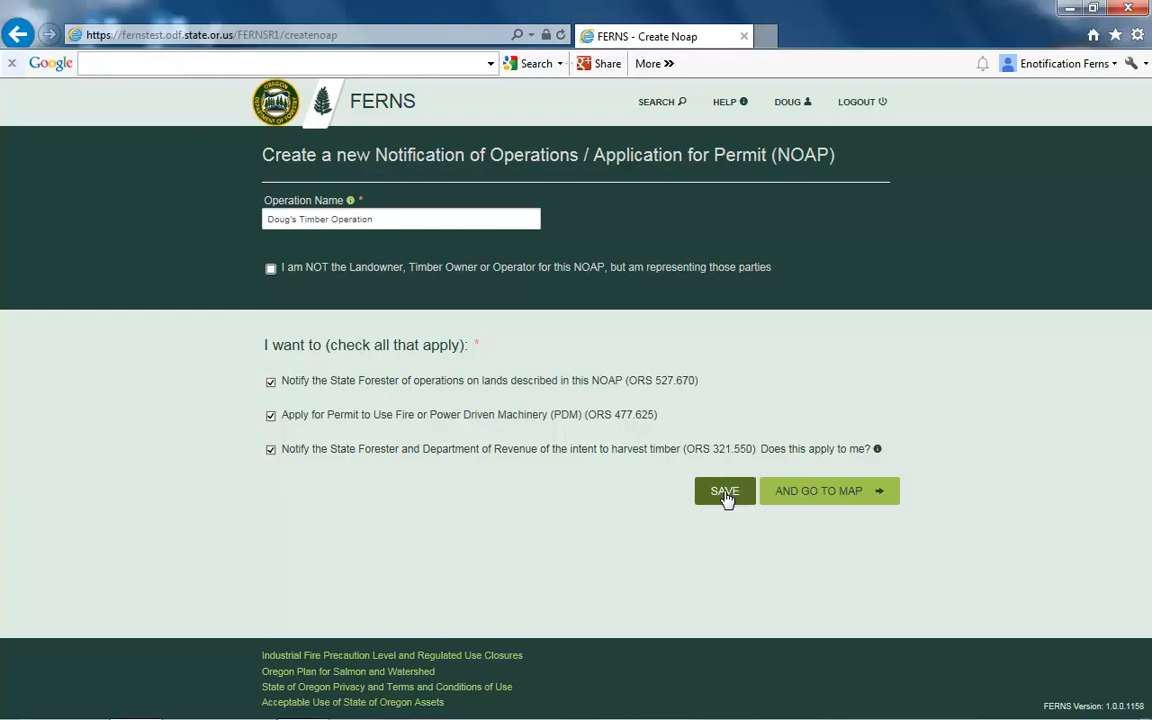 https://fernstest.odf.state.or.us/FERNSR1/createnoap
FERNS - Create Noap
Google
Search
Share
More »
Enotification Ferns
FERNS
SEARCH
HELP
DOUG
LOGOUT
Create a new Notification of Operations / Application for Permit (NOAP)
Operation Name *
Doug's Timber Operation
I am NOT the Landowner, Timber Owner or Operator for this NOAP, but am representing those parties
I want to (check all that apply): *
Notify the State Forester of operations on lands described in this NOAP (ORS 527.670)
Apply for Permit to Use Fire or Power Driven Machinery (PDM) (ORS 477.625)
Notify the State Forester and Department of Revenue of the intent to harvest timber (ORS 321.550) Does this apply to me?
SAVE
AND GO TO MAP
Industrial Fire Precaution Level and Regulated Use Closures
Oregon Plan for Salmon and Watershed
State of Oregon Privacy and Terms and Conditions of Use
Acceptable Use of State of Oregon Assets
FERNS Version: 1.0.0.1158